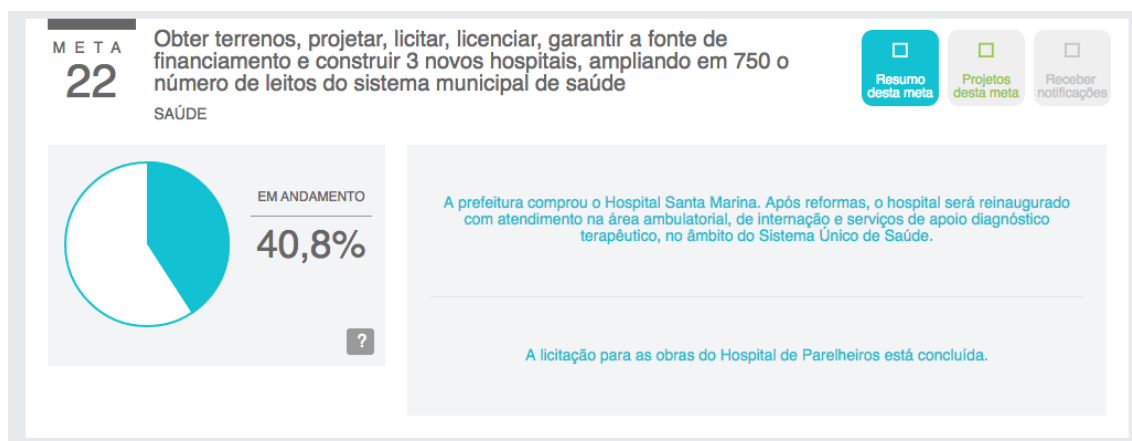 META
22
Obter terrenos, projetar, licitar, licenciar, garantir a fonte de
financiamento e construir 3 novos hospitais, ampliando em 750 o
número de leitos do sistema municipal de saúde
SAÚDE
Resumo
desta meta
Projetos
desta meta
Receber
notificações
EM ANDAMENTO
40,8%
?
A prefeitura comprou o Hospital Santa Marina. Após reformas, o hospital será reinaugurado
com atendimento na área ambulatorial, de internação e serviços de apoio diagnóstico
terapêutico, no âmbito do Sistema Único de Saúde.
A licitação para as obras do Hospital de Parelheiros está concluída.